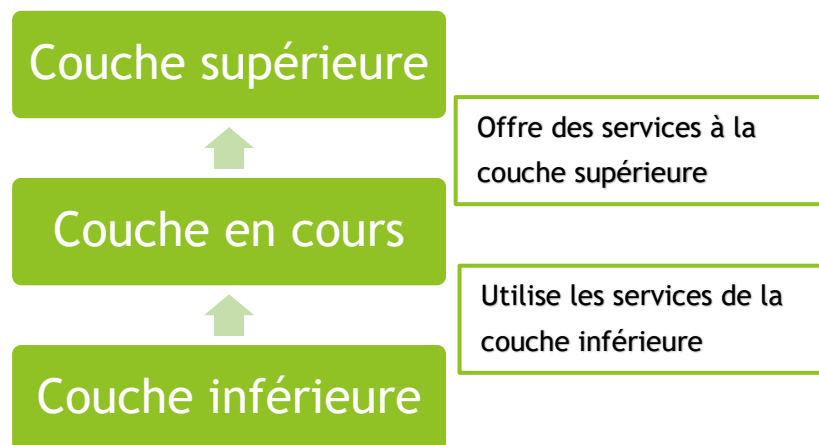 Couche supérieure
Offre des services à la
couche supérieure
Couche en cours
Utilise les services de la
couche inférieure
Couche inférieure